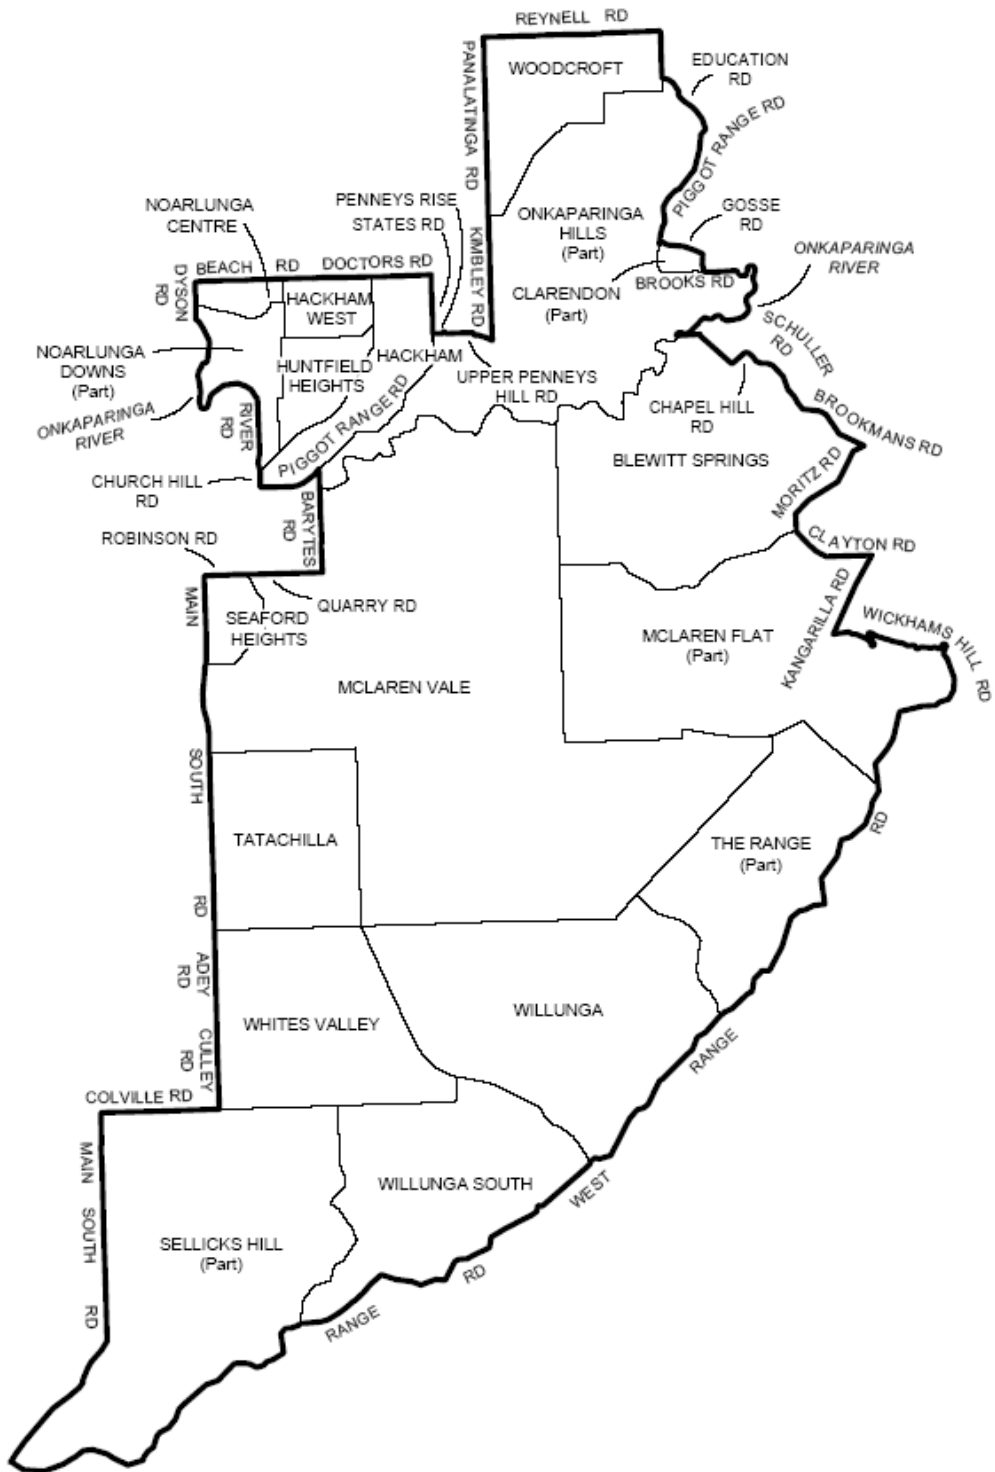 REYNELL RD
WOODCROFT
EDUCATION
RD
PANALATINGA RD
PIGGOT RANGE RD
PENNEYS RISE
STATES RD
NOARLUNGA
CENTRE
GOSSE
RD
ONKAPARINGA
HILLS
(Part)
KIMBLEY RD
ONKAPARINGA
RIVER
DYSON
RD
BEACH RD
DOCTORS RD
BROOKS RD
CLARENDON
(Part)
HACKHAM
WEST
SCHULLER
RD
NOARLUNGA
DOWNS
(Part)
HUNTFIELD
HEIGHTS
HACKHAM
UPPER PENNEYS
HILL RD
ONKAPARINGA
RIVER
RIVER
RD
PIGGOT RANGE RD
CHAPEL HILL
RD
BROOKMANS RD
BLEWITT SPRINGS
CHURCH HILL
RD
BARYTES
RD
MORITZ RD
ROBINSON RD
CLAYTON RD
MAIN
QUARRY RD
SEAFORD
HEIGHTS
KANGARILLA RD
WICKHAMS HILL RD
MCLAREN FLAT
(Part)
MCLAREN VALE
SOUTH
TATACHILLA
THE RANGE
(Part)
RD
RD
ADEY
RD
WILLUNGA
WHITES VALLEY
CULLEY
RD
RANGE
COLVILLE RD
MAIN
WILLUNGA SOUTH
WEST
SOUTH
SELLICKS HILL
(Part)
RD
RD
RANGE